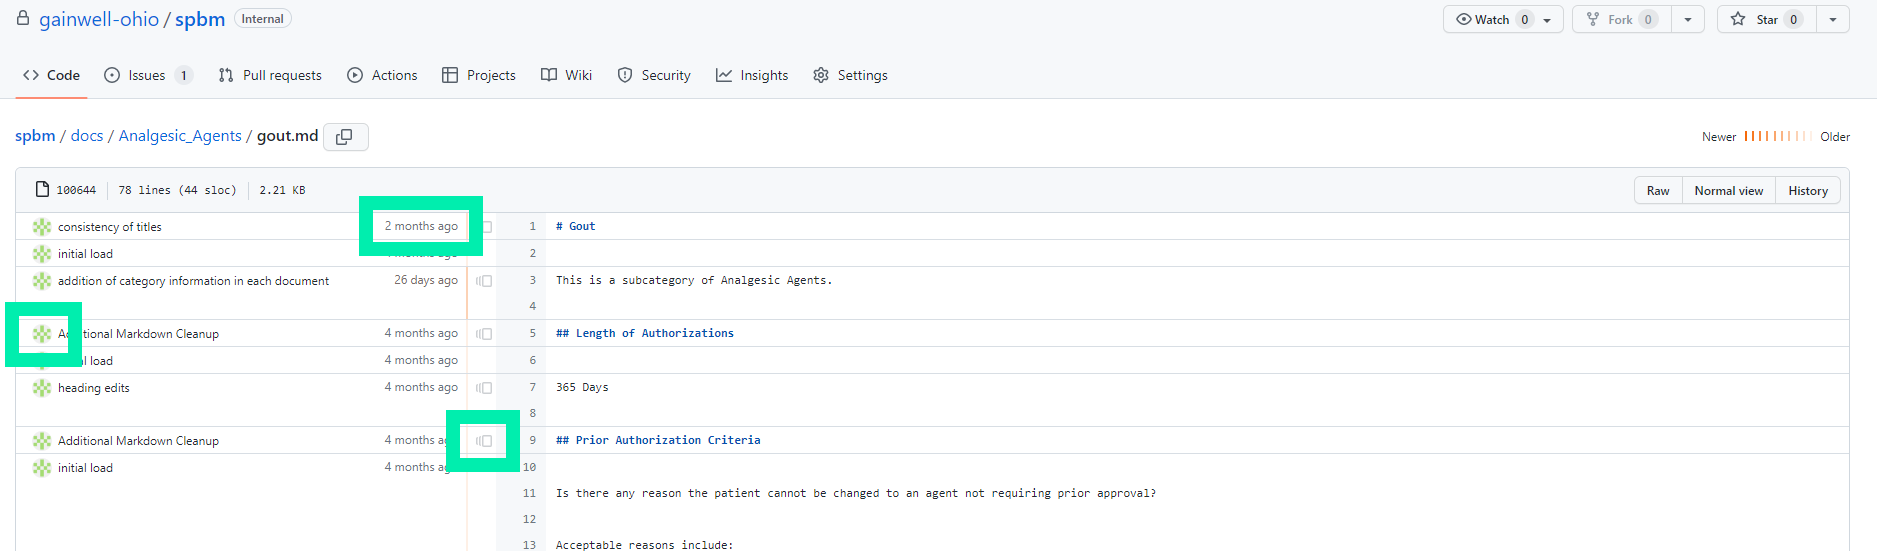 gainwell-ohio / spbm Internal Watch 0 Fork 0 Star 0
Code Issues 1 Pull requests Actions Projects Wiki Security Insights Settings
spbm / docs / Analgesic_Agents / gout.md Newer Older
100644 78 lines (44 sloc) 2.21 KB Raw Normal view History
consistency of titles 2 months ago 1 # Gout
initial load 2
addition of category information in each document 26 days ago 3 This is a subcategory of Analgesic Agents.
4
Additional Markdown Cleanup 4 months ago 5 ## Length of Authorizations
load 4 months ago 6
heading edits 4 months ago 7 365 Days
8
Additional Markdown Cleanup 4 months ago 9 ## Prior Authorization Criteria
initial load 4 months ago 10
11 Is there any reason the patient cannot be changed to an agent not requiring prior approval?
12
13 Acceptable reasons include: